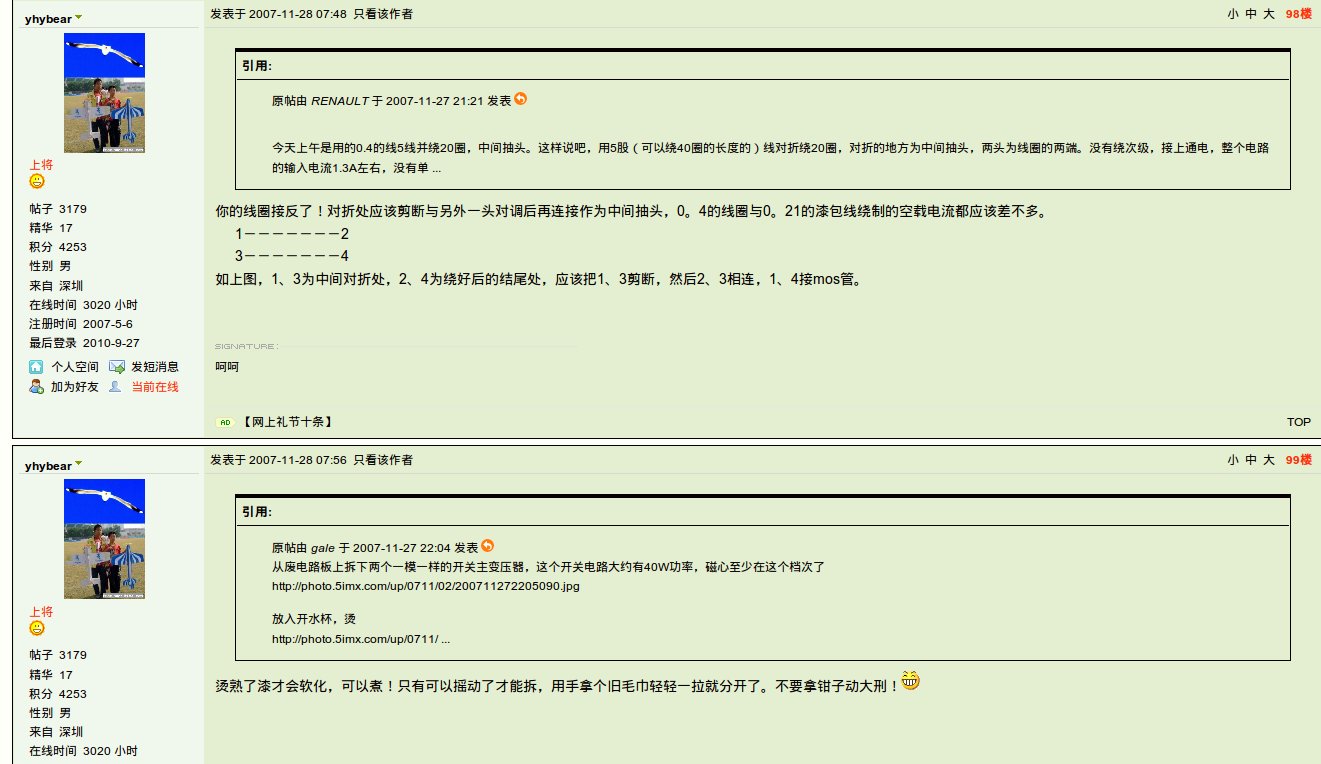 yhybear
发表于 2007-11-28 07:48 只看该作者
小 中 大 98楼
引用:
原帖由 RENAULT 于 2007-11-27 21:21 发表
今天上午是用的0.4的线5线并绕20圈，中间抽头。这样说吧，用5股（可以绕40圈的长度的）线对折绕20圈，对折的地方为中间抽头，两头为线圈的两端。没有绕次级，接上通电，整个电路
的输入电流1.3A左右，没有单 ...
上将
帖子 3179
精华 17
积分 4253
性别 男
来自 深圳
在线时间 3020 小时
注册时间 2007-5-6
最后登录 2010-9-27
个人空间 发短消息
加为好友 当前在线
你的线圈接反了！对折处应该剪断与另外一头对调后再连接作为中间抽头，0。4的线圈与0。21的漆包线绕制的空载电流都应该差不多。
1－－－－－－－2
3－－－－－－－4
如上图，1、3为中间对折处，2、4为绕好后的结尾处，应该把1、3剪断，然后2、3相连，1、4接mos管。
SIGNATURE:
呵呵
AD 【网上礼节十条】
TOP
yhybear
发表于 2007-11-28 07:56 只看该作者
小 中 大 99楼
引用:
原帖由 gale 于 2007-11-27 22:04 发表
从废电路板上拆下两个一模一样的开关主变压器，这个开关电路大约有40W功率，磁心至少在这个档次了
http://photo.5imx.com/up/0711/02/200711272205090.jpg
放入开水杯，烫
http://photo.5imx.com/up/0711/ ...
上将
帖子 3179
精华 17
积分 4253
性别 男
来自 深圳
在线时间 3020 小时
烫熟了漆才会软化，可以煮！只有可以摇动了才能拆，用手拿个旧毛巾轻轻一拉就分开了。不要拿钳子动大刑！